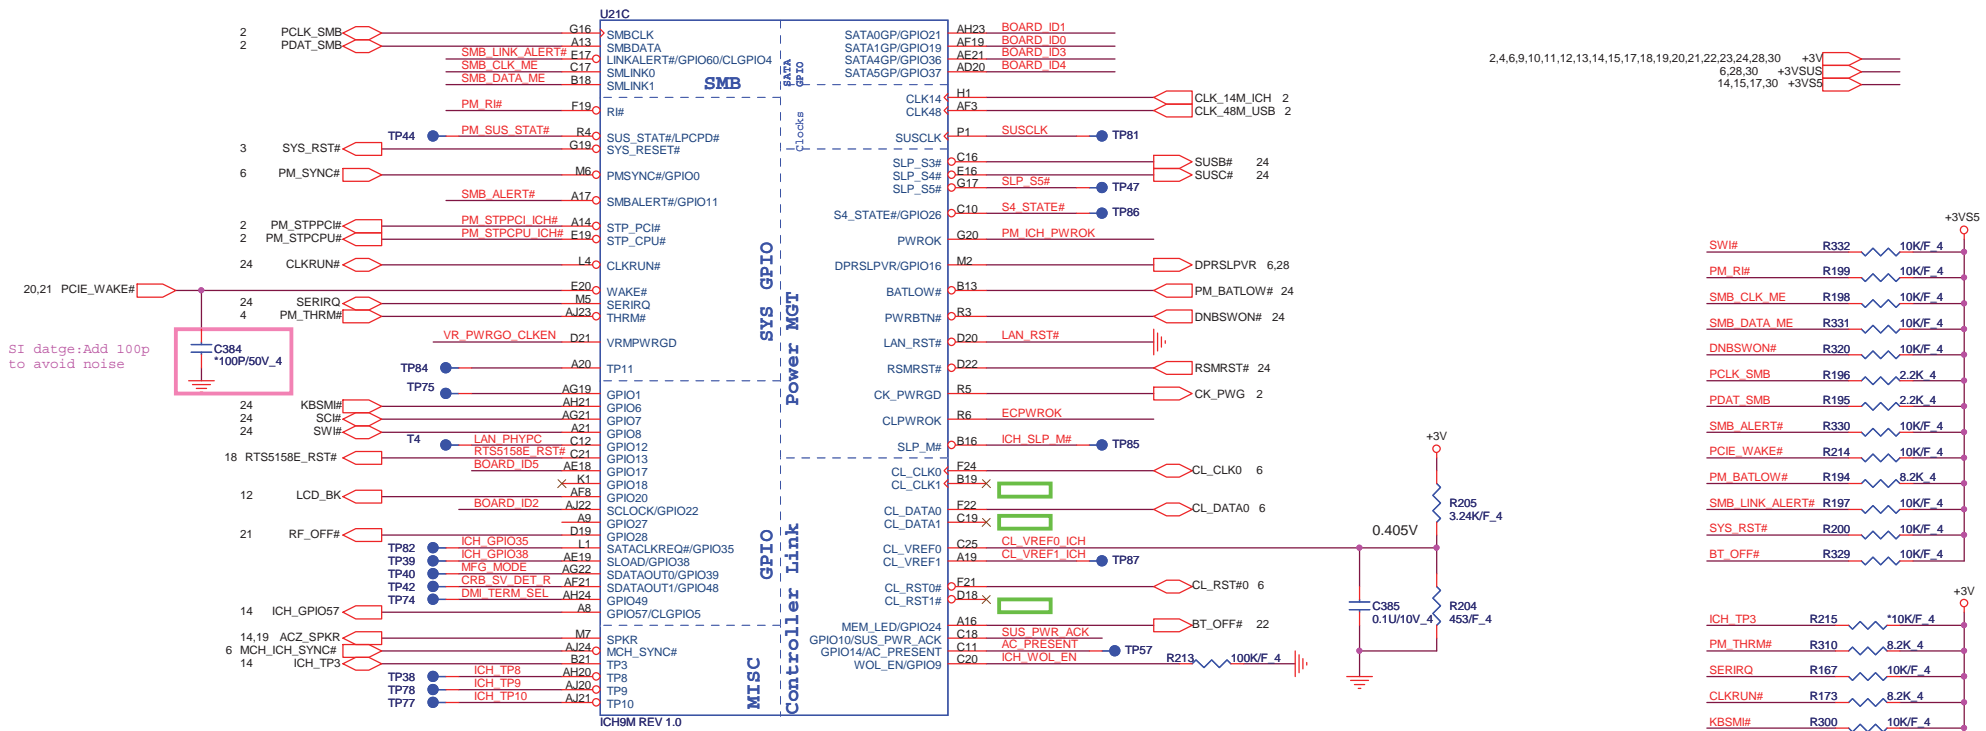 U21C
2 PCLK_SMB G16 SMBCLK
2 PDAT_SMB A13 SMBDATA
SMB_LINK_ALERT# E17 LINKALERT#/GPIO60/CLGPIO4
SMB_CLK_ME C17 SMLINK0
SMB_DATA_ME B18 SMLINK1
SMB
PM_RI# F19 RI#
TP44 PM_SUS_STAT# R4 SUS_STAT#/LPCPD#
3 SYS_RST# G19 SYS_RESET#
6 PM_SYNC# M6 PMSYNC#/GPIO0
SMB_ALERT# A17 SMBALERT#/GPIO11
2 PM_STPPCI# PM_STPPCI_ICH# A14 STP_PCI#
2 PM_STPCPU# PM_STPCPU_ICH# E19 STP_CPU#
24 CLKRUN# L4 CLKRUN#
20,21 PCIE_WAKE# E20 WAKE#
24 SERIRQ M5 SERIRQ
4 PM_THRM# AJ23 THRM#
VR_PWRGO_CLKEN D21 VRMPWRGD
SI datge:Add 100p
to avoid noise
C384
*100P/50V_4
TP84 A20 TP11
TP75 AG19 GPIO1
24 KBSMI# AH21 GPIO6
24 SCI# AG21 GPIO7
24 SWI# A21 GPIO8
T4 LAN_PHYPC C12 GPIO12
18 RTS5158E_RST# RTS5158E_RST# C21 GPIO13
BOARD_ID5 AE18 GPIO17
K1 GPIO18
12 LCD_BK AF8 GPIO20
BOARD_ID2 AJ22 SCLOCK/GPIO22
A9 GPIO27
21 RF_OFF# D19 GPIO28
TP82 ICH_GPIO35 L1 SATACLKREQ#/GPIO35
TP39 ICH_GPIO38 AE19 SLOAD/GPIO38
TP40 MFG_MODE AG22 SDATAOUT0/GPIO39
TP42 CRB_SV_DET_R AF21 SDATAOUT1/GPIO48
TP74 DMI_TERM_SEL AH24 GPIO49
14 ICH_GPIO57 A8 GPIO57/CLGPIO5
14,19 ACZ_SPKR M7 SPKR
6 MCH_ICH_SYNC# AJ24 MCH_SYNC#
14 ICH_TP3 B21 TP3
TP38 ICH_TP8 AH20 TP8
TP78 ICH_TP9 AJ20 TP9
TP77 ICH_TP10 AJ21 TP10
ICH9M REV 1.0
SATA
GPIO
Clocks
SYS GPIO
Power MGT
GPIO
Controller Link
MISC
SATA0GP/GPIO21 AH23 BOARD_ID1
SATA1GP/GPIO19 AF19 BOARD_ID0
SATA4GP/GPIO36 AE21 BOARD_ID3
SATA5GP/GPIO37 AD20 BOARD_ID4
CLK14 H1 CLK_14M_ICH 2
CLK48 AF3 CLK_48M_USB 2
SUSCLK P1 SUSCLK TP81
SLP_S3# C16 SUSB# 24
SLP_S4# E16 SUSC# 24
SLP_S5# G17 SLP_S5# TP47
S4_STATE#/GPIO26 C10 S4_STATE# TP86
PWROK G20 PM_ICH_PWROK
DPRSLPVR/GPIO16 M2 DPRSLPVR 6,28
BATLOW# B13 PM_BATLOW# 24
PWRBTN# R3 DNBSWON# 24
LAN_RST# D20 LAN_RST#
RSMRST# D22 RSMRST# 24
CK_PWRGD R5 CK_PWG 2
CLPWROK R6 ECPWROK
SLP_M# B16 ICH_SLP_M# TP85
CL_CLK0 F24 CL_CLK0 6
CL_CLK1 B19
CL_DATA0 F22 CL_DATA0 6
CL_DATA1 C19
CL_VREF0 C25 CL_VREF0_ICH
CL_VREF1 A19 CL_VREF1_ICH TP87
CL_RST0# F21 CL_RST#0 6
CL_RST1# D18
MEM_LED/GPIO24 A16 BT_OFF# 22
GPIO10/SUS_PWR_ACK C18 SUS_PWR_ACK
GPIO14/AC_PRESENT C11 AC_PRESENT TP57
WOL_EN/GPIO9 C20 ICH_WOL_EN R213 100K/F_4
+3V
R205
3.24K/F_4
0.405V
C385
0.1U/10V_4
R204
453/F_4
2,4,6,9,10,11,12,13,14,15,17,18,19,20,21,22,23,24,28,30 +3V
6,28,30 +3VSUS
14,15,17,30 +3VS5
+3VS5
SWI# R332 10K/F_4
PM_RI# R199 10K/F_4
SMB_CLK_ME R198 10K/F_4
SMB_DATA_ME R331 10K/F_4
DNBSWON# R320 10K/F_4
PCLK_SMB R196 2.2K_4
PDAT_SMB R195 2.2K_4
SMB_ALERT# R330 10K/F_4
PCIE_WAKE# R214 10K/F_4
PM_BATLOW# R194 8.2K_4
SMB_LINK_ALERT# R197 10K/F_4
SYS_RST# R200 10K/F_4
BT_OFF# R329 10K/F_4
+3V
ICH_TP3 R215 *10K/F_4
PM_THRM# R310 8.2K_4
SERIRQ R167 10K/F_4
CLKRUN# R173 8.2K_4
KBSMI# R300 10K/F_4